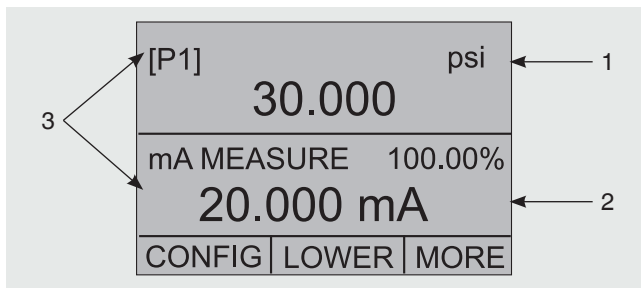 [P1] psi 1
30.000
3
mA MEASURE 100.00%
20.000 mA 2
CONFIG LOWER MORE